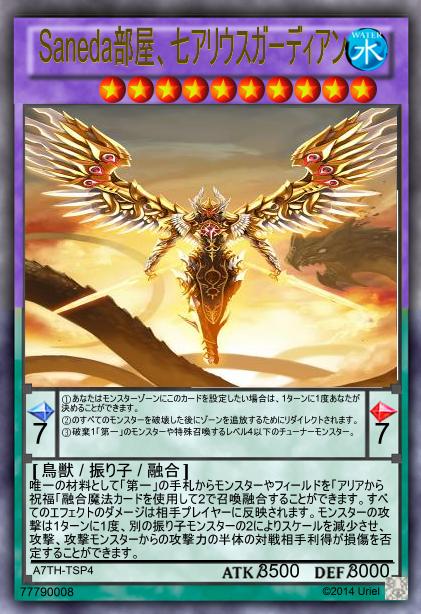 Saneda部屋、七アリウスガーディアン
WATER
水
①あなたはモンスターゾーンにこのカードを設定したい場合は、1ターンに1度あなたが
決めることができます。
②のすべてのモンスターを破壊した後にゾーンを追放するためにリダイレクトされます。
③破棄1「第一」のモンスターや特殊召喚するレベル4以下のチューナーモンスター。
7
7
[ 鳥獣 / 振り子 / 融合 ]
唯一の材料として「第一」の手札からモンスターやフィールドを「アリアから
祝福「融合魔法カードを使用して2で召喚融合することができます。すべ
てのエフェクトのダメージは相手プレイヤーに反映されます。モンスターの攻
撃は1ターンに1度、別の振り子モンスターの2によりスケールを減少させ、
攻撃、攻撃モンスターからの攻撃力の半体の対戦相手利得が損傷を否
定することができます。
A7TH-TSP4
ATK 8500 DEF 8000
77790008
©2014 Uriel